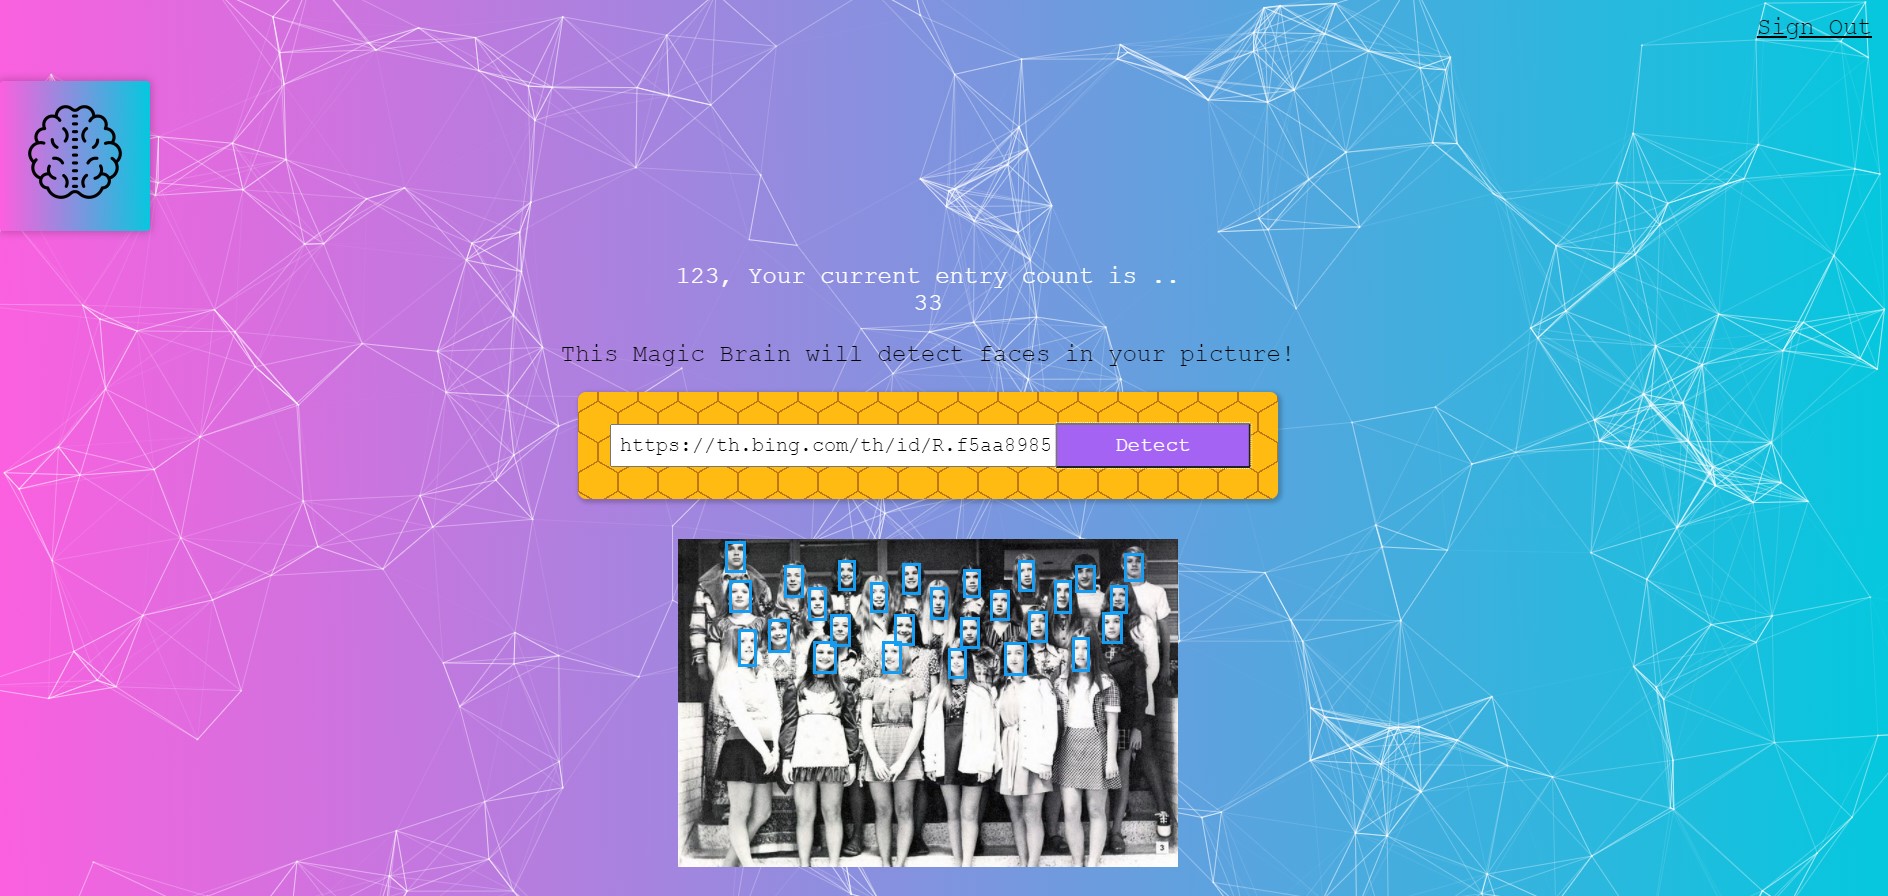 Sign Out
123, Your current entry count is ..
33
This Magic Brain will detect faces in your picture!
https://th.bing.com/th/id/R.f5aa8985 Detect
3